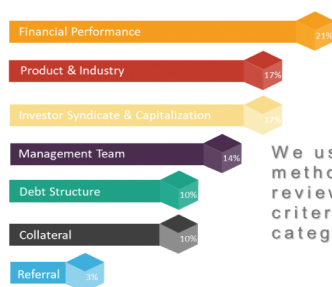 Financial Performance
21%
Product & Industry
17%
Investor Syndicate & Capitalization
17%
Management Team
14%
Debt Structure
10%
Collateral
10%
Referral
3%
We us
metho
review
criter
categ